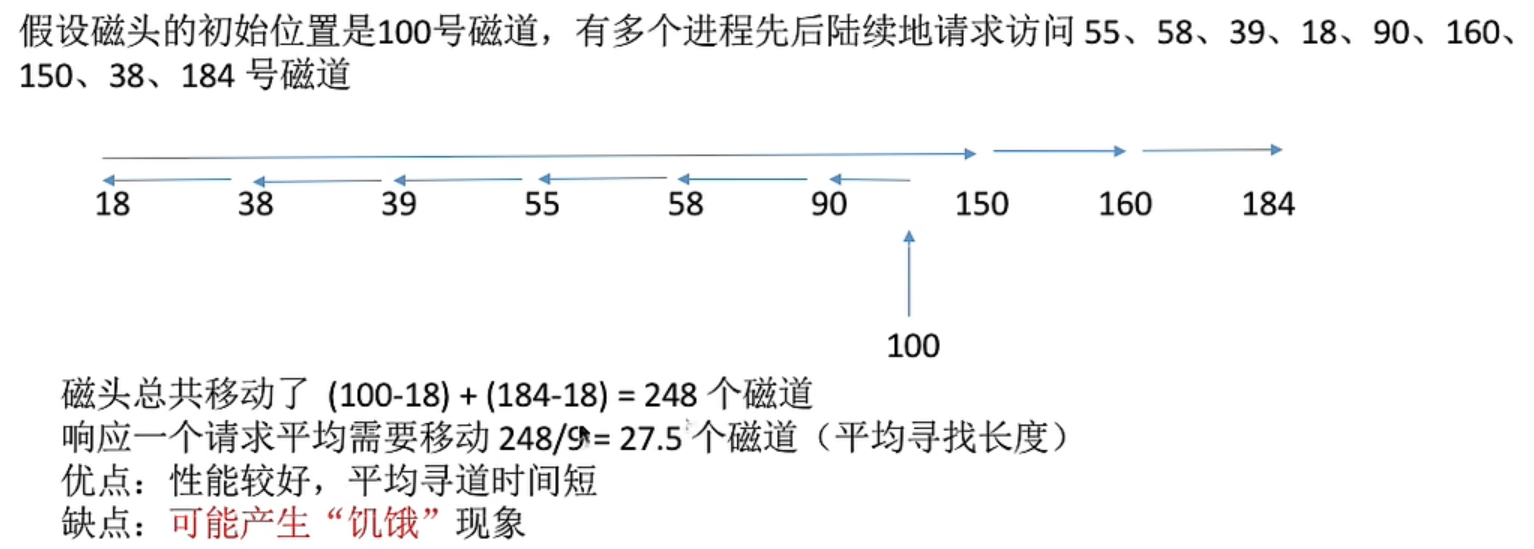 假设磁头的初始位置是100号磁道，有多个进程先后陆续地请求访问 55、58、39、18、90、160、
150、38、184 号磁道
18 38 39 55 58 90 150 160 184
100
磁头总共移动了 (100-18) + (184-18) = 248 个磁道
响应一个请求平均需要移动 248/9 = 27.5 个磁道（平均寻找长度）
优点：性能较好，平均寻道时间短
缺点：可能产生“饥饿”现象